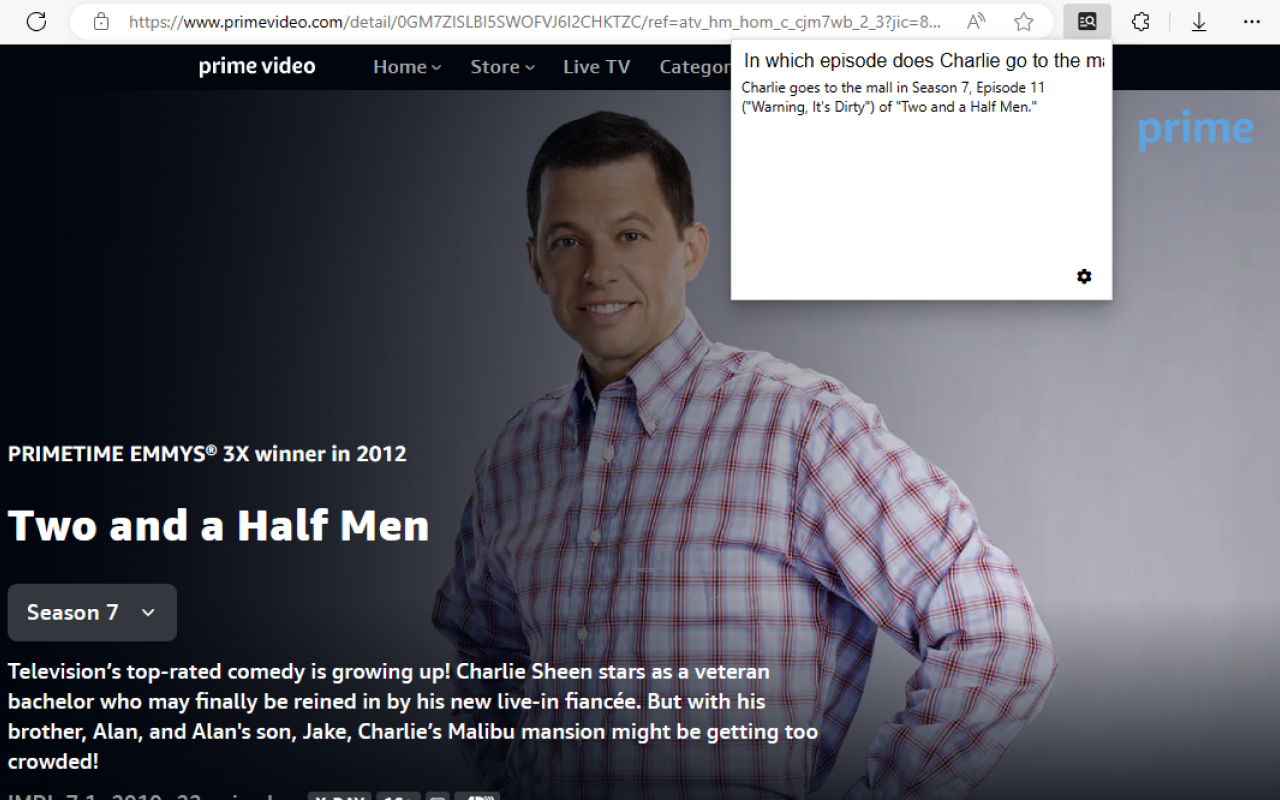 https://www.primevideo.com/detail/0GM7ZISLBI5SWOFVJ6I2CHKTZC/ref=atv_hm_hom_c_cjm7wb_2_3?jic=8...
prime video
Home
Store
Live TV
Categor
In which episode does Charlie go to the ma
Charlie goes to the mall in Season 7, Episode 11
("Warning, It's Dirty") of "Two and a Half Men."
prime
PRIMETIME EMMYS® 3X winner in 2012
Two and a Half Men
Season 7
Television’s top-rated comedy is growing up! Charlie Sheen stars as a veteran
bachelor who may finally be reined in by his new live-in fiancée. But with his
brother, Alan, and Alan's son, Jake, Charlie’s Malibu mansion might be getting too
crowded!